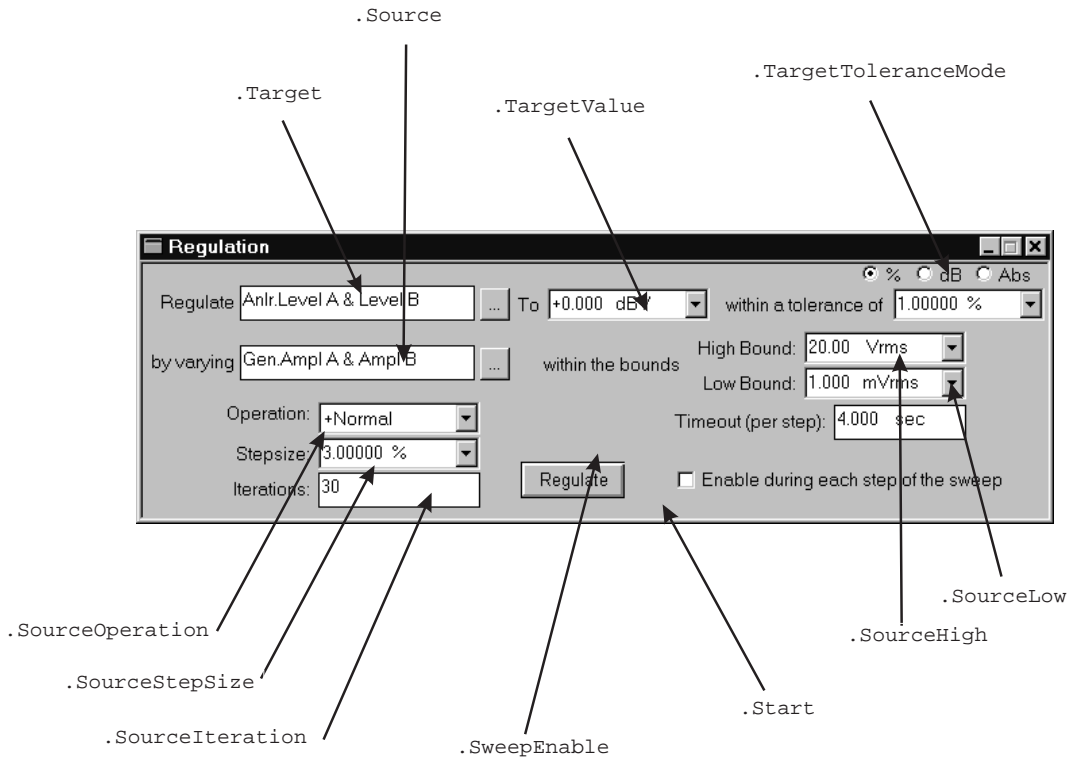 .Source
.TargetToleranceMode
.Target
.TargetValue
Regulation
% dB Abs
Regulate Anlr.Level A & Level B ... To +0.000 dBV within a tolerance of 1.00000 %
by varying Gen.Ampl A & Ampl B ... within the bounds
High Bound: 20.00 Vrms
Low Bound: 1.000 mVrms
Operation: +Normal
Timeout (per step): 4.000 sec
Stepsize: 3.00000 %
Iterations: 30
Regulate
Enable during each step of the sweep
.SourceLow
.SourceOperation
.SourceHigh
.SourceStepSize
.Start
.SourceIteration
.SweepEnable